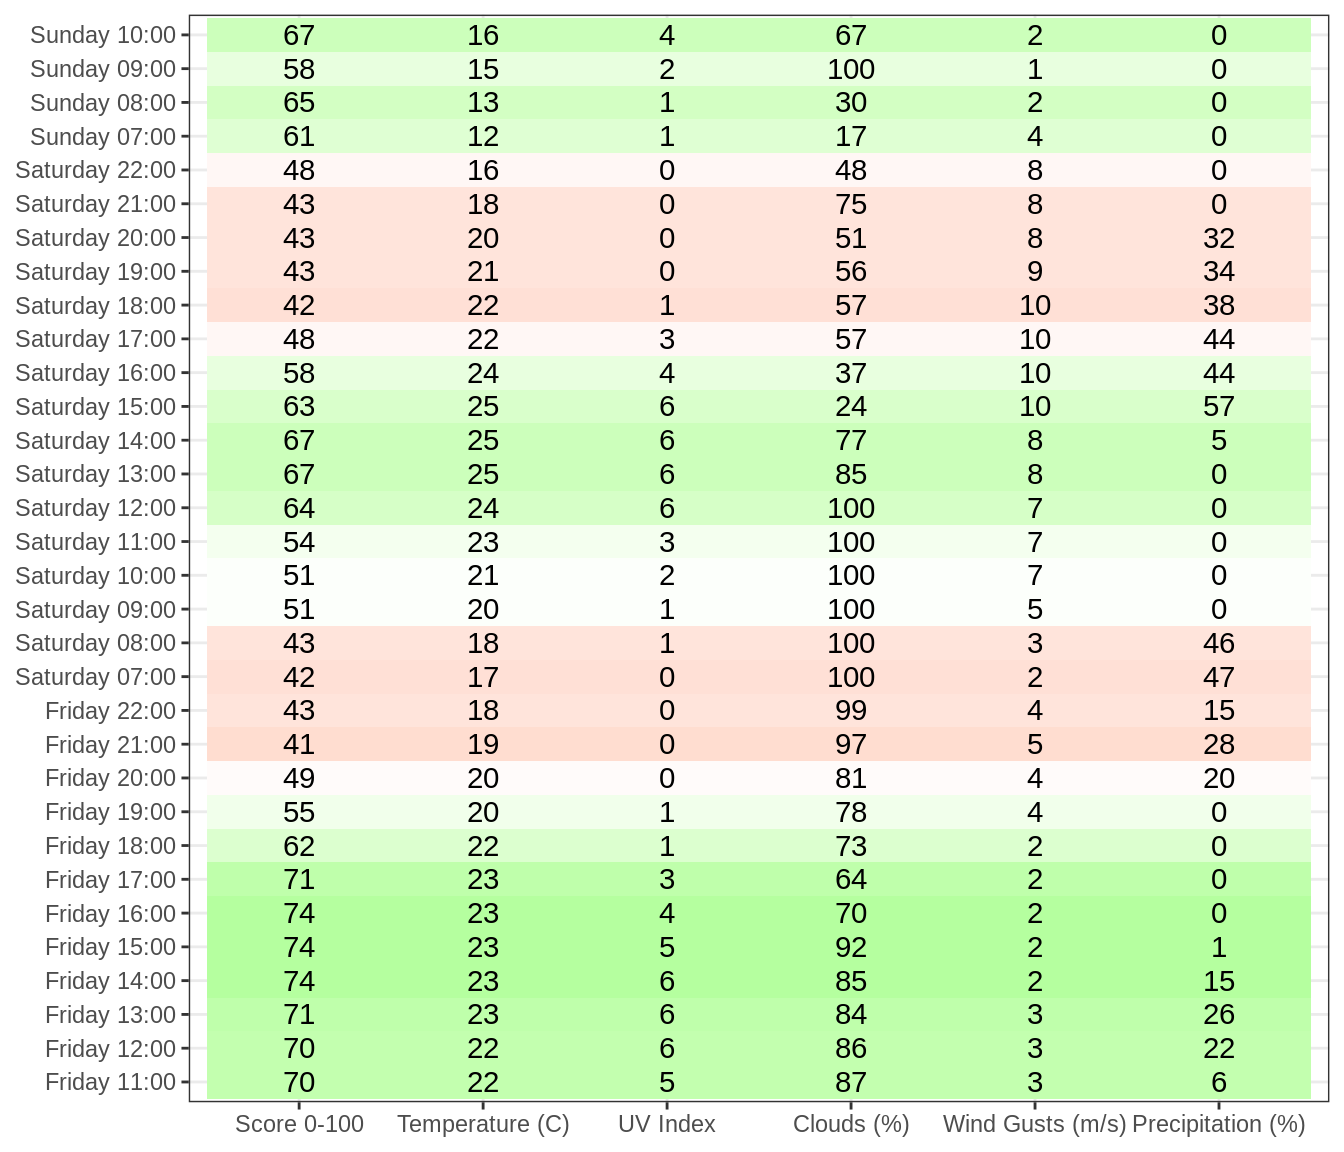 Sunday 10:00 67 16 4 67 2 0
Sunday 09:00 58 15 2 100 1 0
Sunday 08:00 65 13 1 30 2 0
Sunday 07:00 61 12 1 17 4 0
Saturday 22:00 48 16 0 48 8 0
Saturday 21:00 43 18 0 75 8 0
Saturday 20:00 43 20 0 51 8 32
Saturday 19:00 43 21 0 56 9 34
Saturday 18:00 42 22 1 57 10 38
Saturday 17:00 48 22 3 57 10 44
Saturday 16:00 58 24 4 37 10 44
Saturday 15:00 63 25 6 24 10 57
Saturday 14:00 67 25 6 77 8 5
Saturday 13:00 67 25 6 85 8 0
Saturday 12:00 64 24 6 100 7 0
Saturday 11:00 54 23 3 100 7 0
Saturday 10:00 51 21 2 100 7 0
Saturday 09:00 51 20 1 100 5 0
Saturday 08:00 43 18 1 100 3 46
Saturday 07:00 42 17 0 100 2 47
Friday 22:00 43 18 0 99 4 15
Friday 21:00 41 19 0 97 5 28
Friday 20:00 49 20 0 81 4 20
Friday 19:00 55 20 1 78 4 0
Friday 18:00 62 22 1 73 2 0
Friday 17:00 71 23 3 64 2 0
Friday 16:00 74 23 4 70 2 0
Friday 15:00 74 23 5 92 2 1
Friday 14:00 74 23 6 85 2 15
Friday 13:00 71 23 6 84 3 26
Friday 12:00 70 22 6 86 3 22
Friday 11:00 70 22 5 87 3 6
Score 0-100 Temperature (C) UV Index Clouds (%) Wind Gusts (m/s) Precipitation (%)